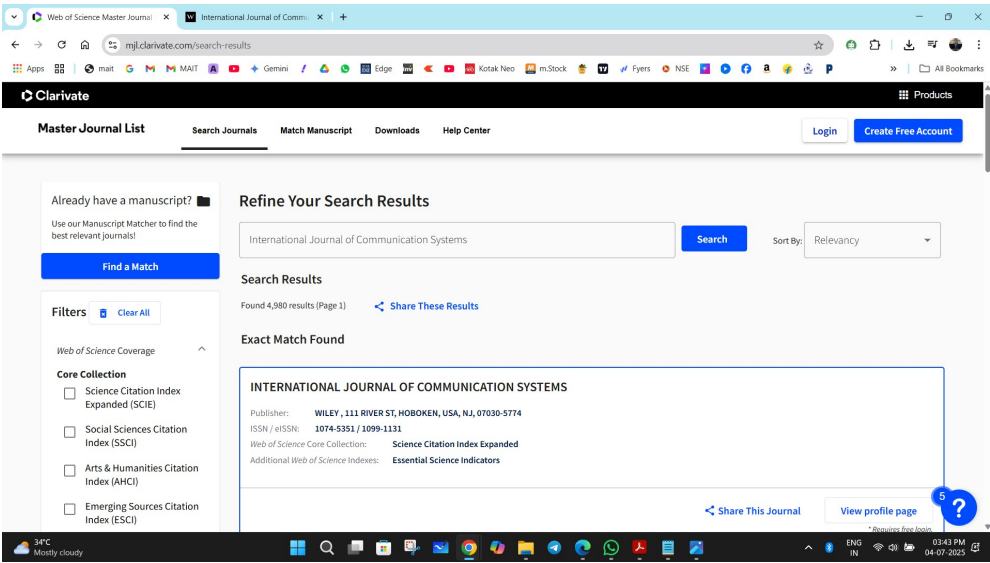 Web of Science Master Journal
International Journal of Commu
mjl.clarivate.com/search-results
Apps
mait
MAIT
Gemini
Edge
Kotak Neo
m.Stock
Fyers
NSE
All Bookmarks
Clarivate
Products
Master Journal List
Search Journals
Match Manuscript
Downloads
Help Center
Login
Create Free Account
Already have a manuscript?
Use our Manuscript Matcher to find the
best relevant journals!
Find a Match
Filters
Clear All
Web of Science Coverage
Core Collection
Science Citation Index
Expanded (SCIE)
Social Sciences Citation
Index (SSCI)
Arts & Humanities Citation
Index (AHCI)
Emerging Sources Citation
Index (ESCI)
Refine Your Search Results
International Journal of Communication Systems
Search
Sort By:
Relevancy
Search Results
Found 4,980 results (Page 1)
Share These Results
Exact Match Found
INTERNATIONAL JOURNAL OF COMMUNICATION SYSTEMS
Publisher: WILEY , 111 RIVER ST, HOBOKEN, USA, NJ, 07030-5774
ISSN / eISSN: 1074-5351 / 1099-1131
Web of Science Core Collection: Science Citation Index Expanded
Additional Web of Science Indexes: Essential Science Indicators
Share This Journal
View profile page
* Requires free login.
5
?
34°C
Mostly cloudy
ENG
IN
03:43 PM
04-07-2025